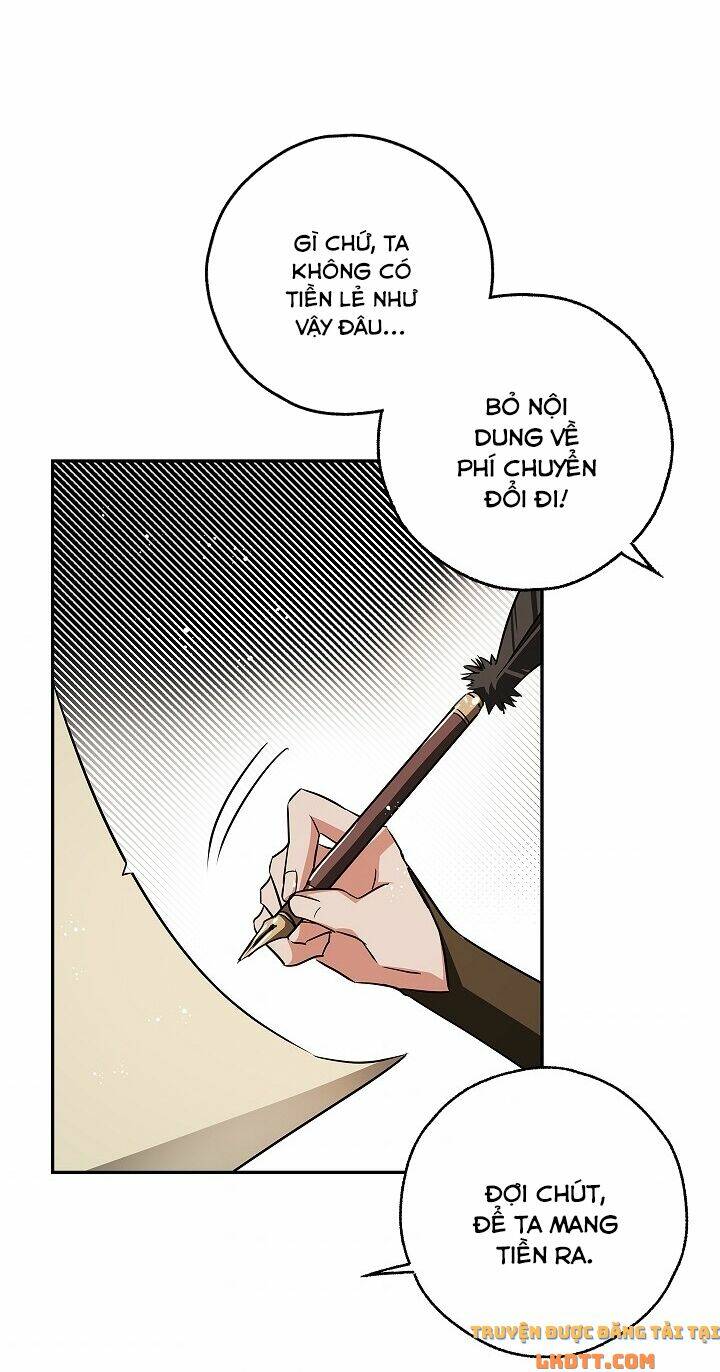 GÌ CHỨ, TA
KHÔNG CÓ
TIỀN LẺ NHƯ
VẬY ĐÂU...
BỎ NỘI
DUNG VỀ
PHÍ CHUYỂN
ĐỔI ĐI!
ĐỢI CHÚT,
ĐỂ TA MANG
TIỀN RA.
TRUYỆN ĐƯỢC ĐĂNG TẢI TẠI
LHOTT.COM